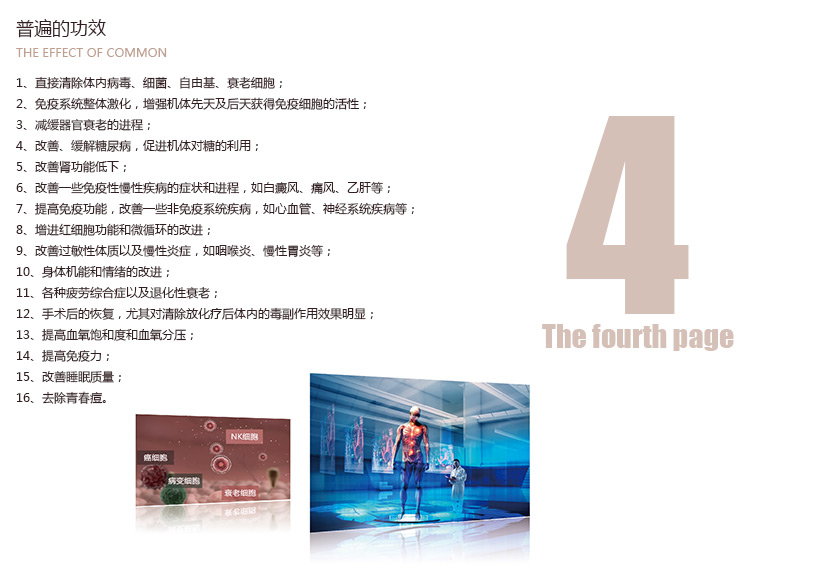 普遍的功效
THE EFFECT OF COMMON
1、直接清除体内病毒、细菌、自由基、衰老细胞；
2、免疫系统整体激化，增强机体先天及后天获得免疫细胞的活性；
3、减缓器官衰老的进程；
4、改善、缓解糖尿病，促进机体对糖的利用；
5、改善肾功能低下；
6、改善一些免疫性慢性疾病的症状和进程，如白癜风、痛风、乙肝等；
7、提高免疫功能，改善一些非免疫系统疾病，如心血管、神经系统疾病等；
8、增进红细胞功能和微循环的改进；
9、改善过敏性体质以及慢性炎症，如咽喉炎、慢性胃炎等；
10、身体机能和情绪的改进；
11、各种疲劳综合症以及退化性衰老；
12、手术后的恢复，尤其对清除放化疗后体内的毒副作用效果明显；
13、提高血氧饱和度和血氧分压；
14、提高免疫力；
15、改善睡眠质量；
16、去除青春痘。
4
The fourth page
NK细胞
癌细胞
病变细胞
衰老细胞